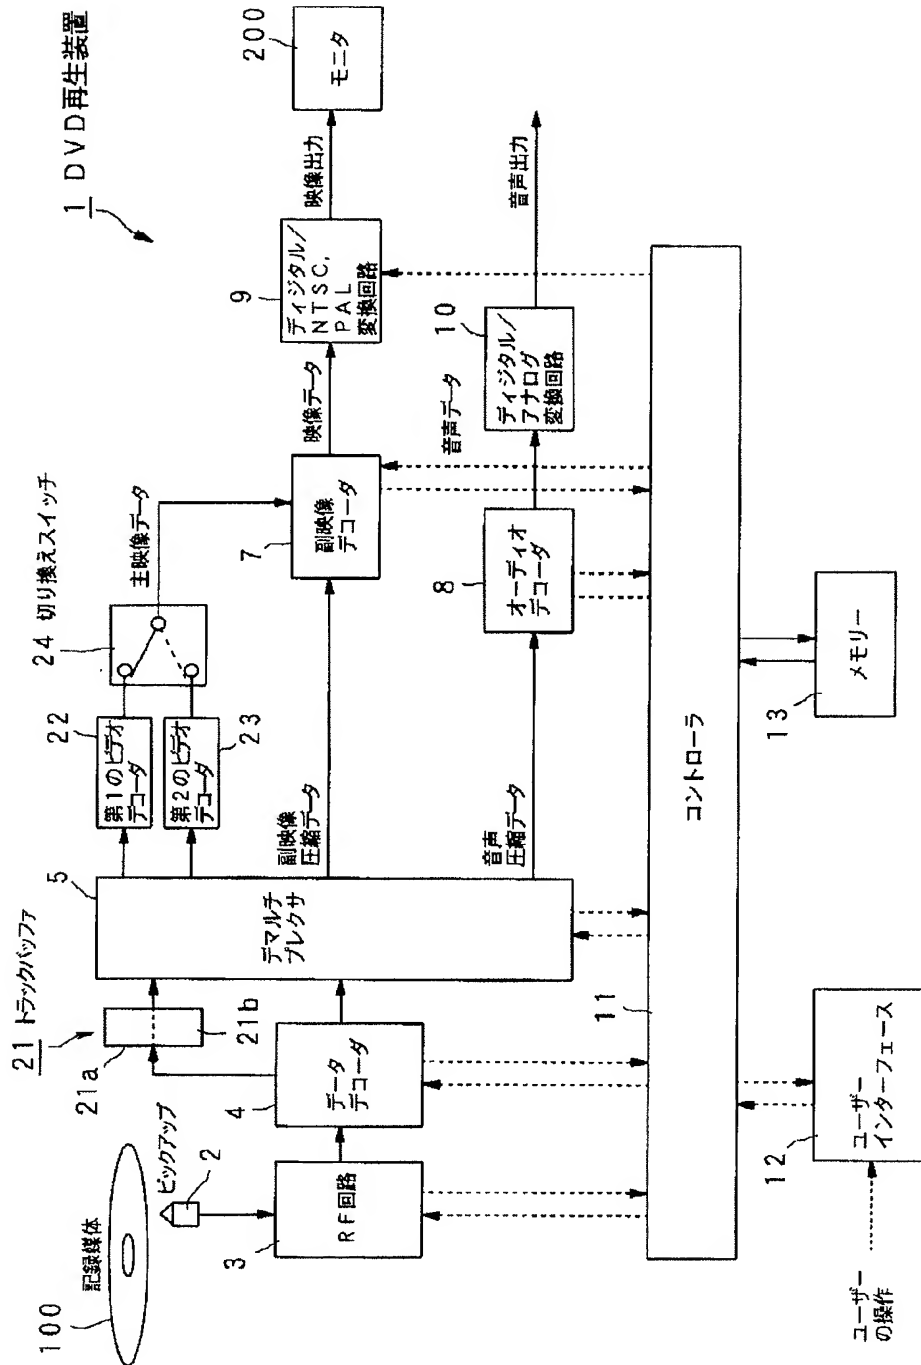 1 DVD再生装置
100
記録媒体
ピックアップ
2
3
RF回路
4
データ
デコーダ
21 トラックバッファ
21a
21b
5
デマルチ
プレクサ
22
第1のビデオ
デコーダ
第2のビデオ
デコーダ
23
24 切り換えスイッチ
主映像データ
副映像
圧縮データ
7
副映像
デコーダ
映像データ
9
ディジタル/
NTSC,
PAL
変換回路
映像出力
200
モニタ
音声
圧縮データ
8
オーディオ
デコーダ
音声データ
10
ディジタル/
アナログ
変換回路
音声出力
11
コントローラ
ユーザー
の操作
12
ユーザー
インターフェース
13
メモリー